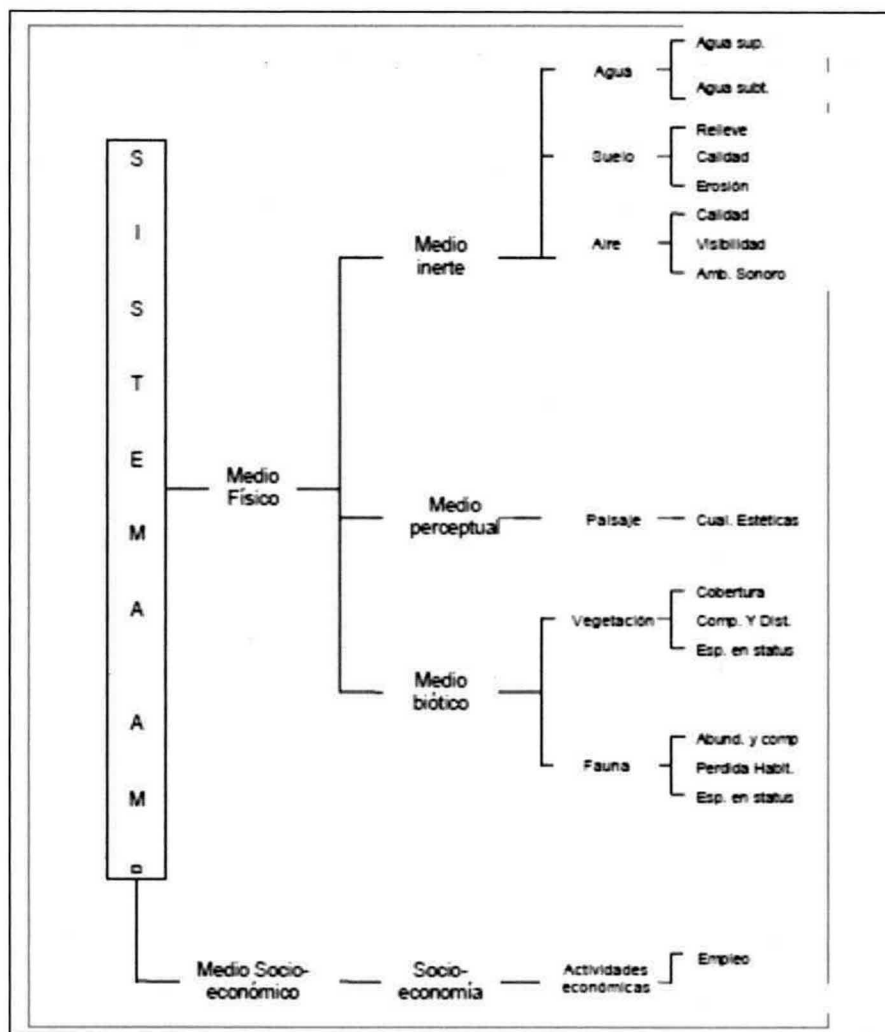 S
I
S
T
E
M
A
A
M
Medio
Físico
Medio
inerte
Agua
Agua sup.
Agua subt.
Suelo
Relieve
Calidad
Erosión
Aire
Calidad
Visibilidad
Amb. Sonoro
Medio
perceptual
Paisaje
Cual. Estéticas
Medio
biótico
Vegetación
Cobertura
Comp. Y Dist.
Esp. en status
Fauna
Abund. y comp
Perdida Habit.
Esp. en status
Medio Socio-
económico
Socio-
economía
Actividades
económicas
Empleo